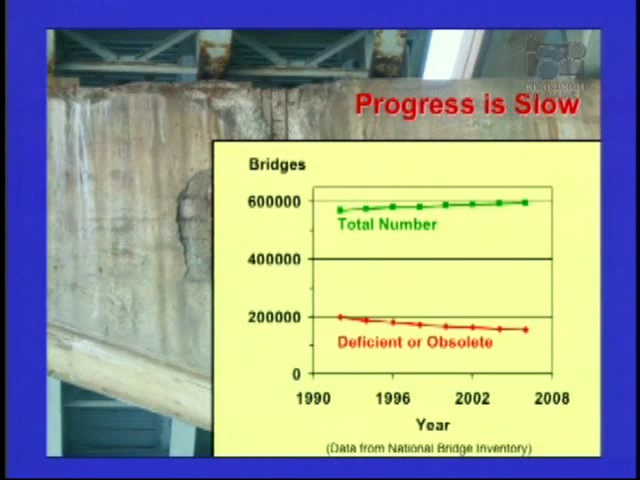 Progress is Slow
Bridges
600000
Total Number
400000
200000
Deficient or Obsolete
0
1990 1996 2002 2008
Year
(Data from National Bridge Inventory)